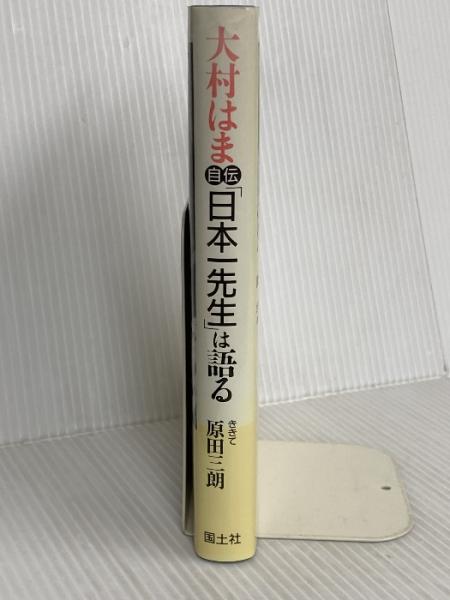 大村はま
自伝
「日本一先生」は語る
ききて
原田三朗
国土社